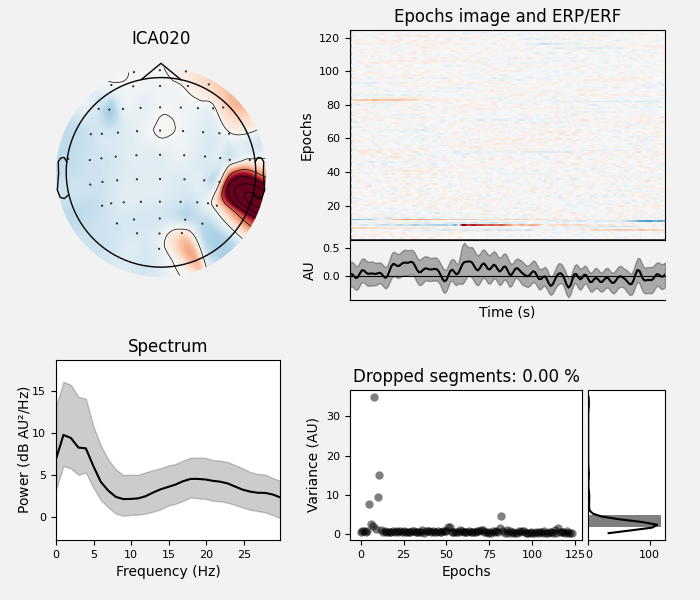 ICA020
Epochs image and ERP/ERF
Epochs
120
100
80
60
40
20
AU
0.5
0.0
Time (s)
Spectrum
Power (dB AU²/Hz)
15
10
5
0
0 5 10 15 20 25
Frequency (Hz)
Dropped segments: 0.00 %
Variance (AU)
30
20
10
0
0 25 50 75 100 125
Epochs
0 100